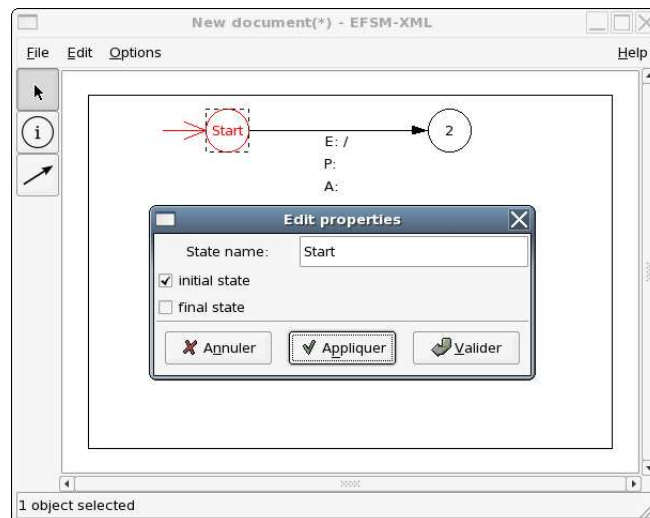 New document(*) - EFSM-XML
File Edit Options Help
Start
2
E: /
P:
A:
i
Edit properties
State name: Start
initial state
final state
Annuler Appliquer Valider
1 object selected